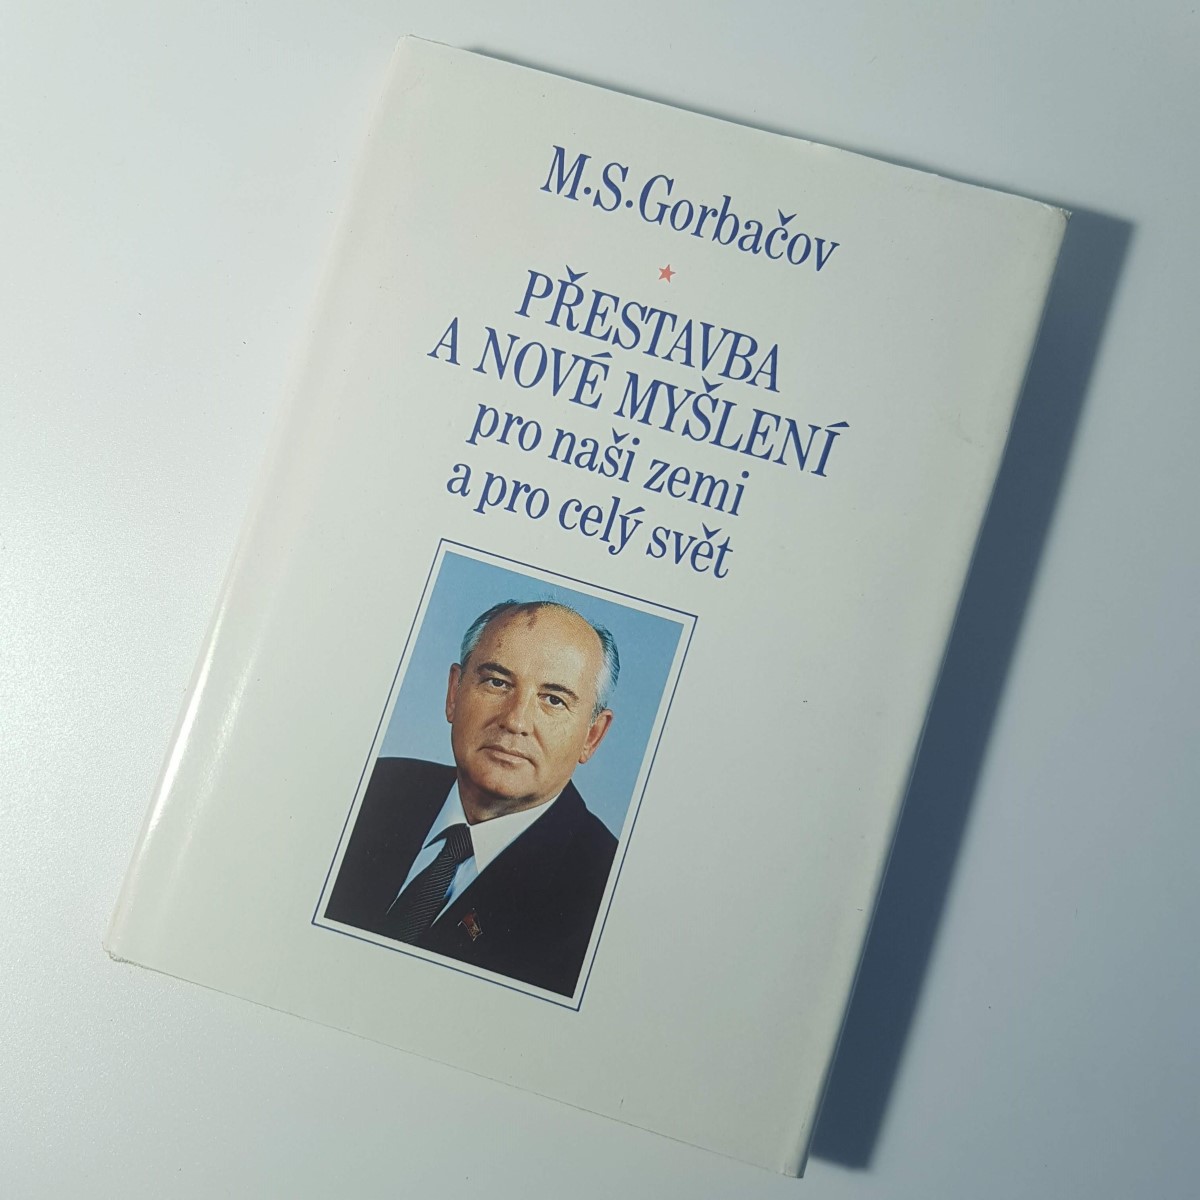 M.S.Gorbačov
PŘESTAVBA
A NOVÉ MYŠLENÍ
pro naši zemi
a pro celý svět